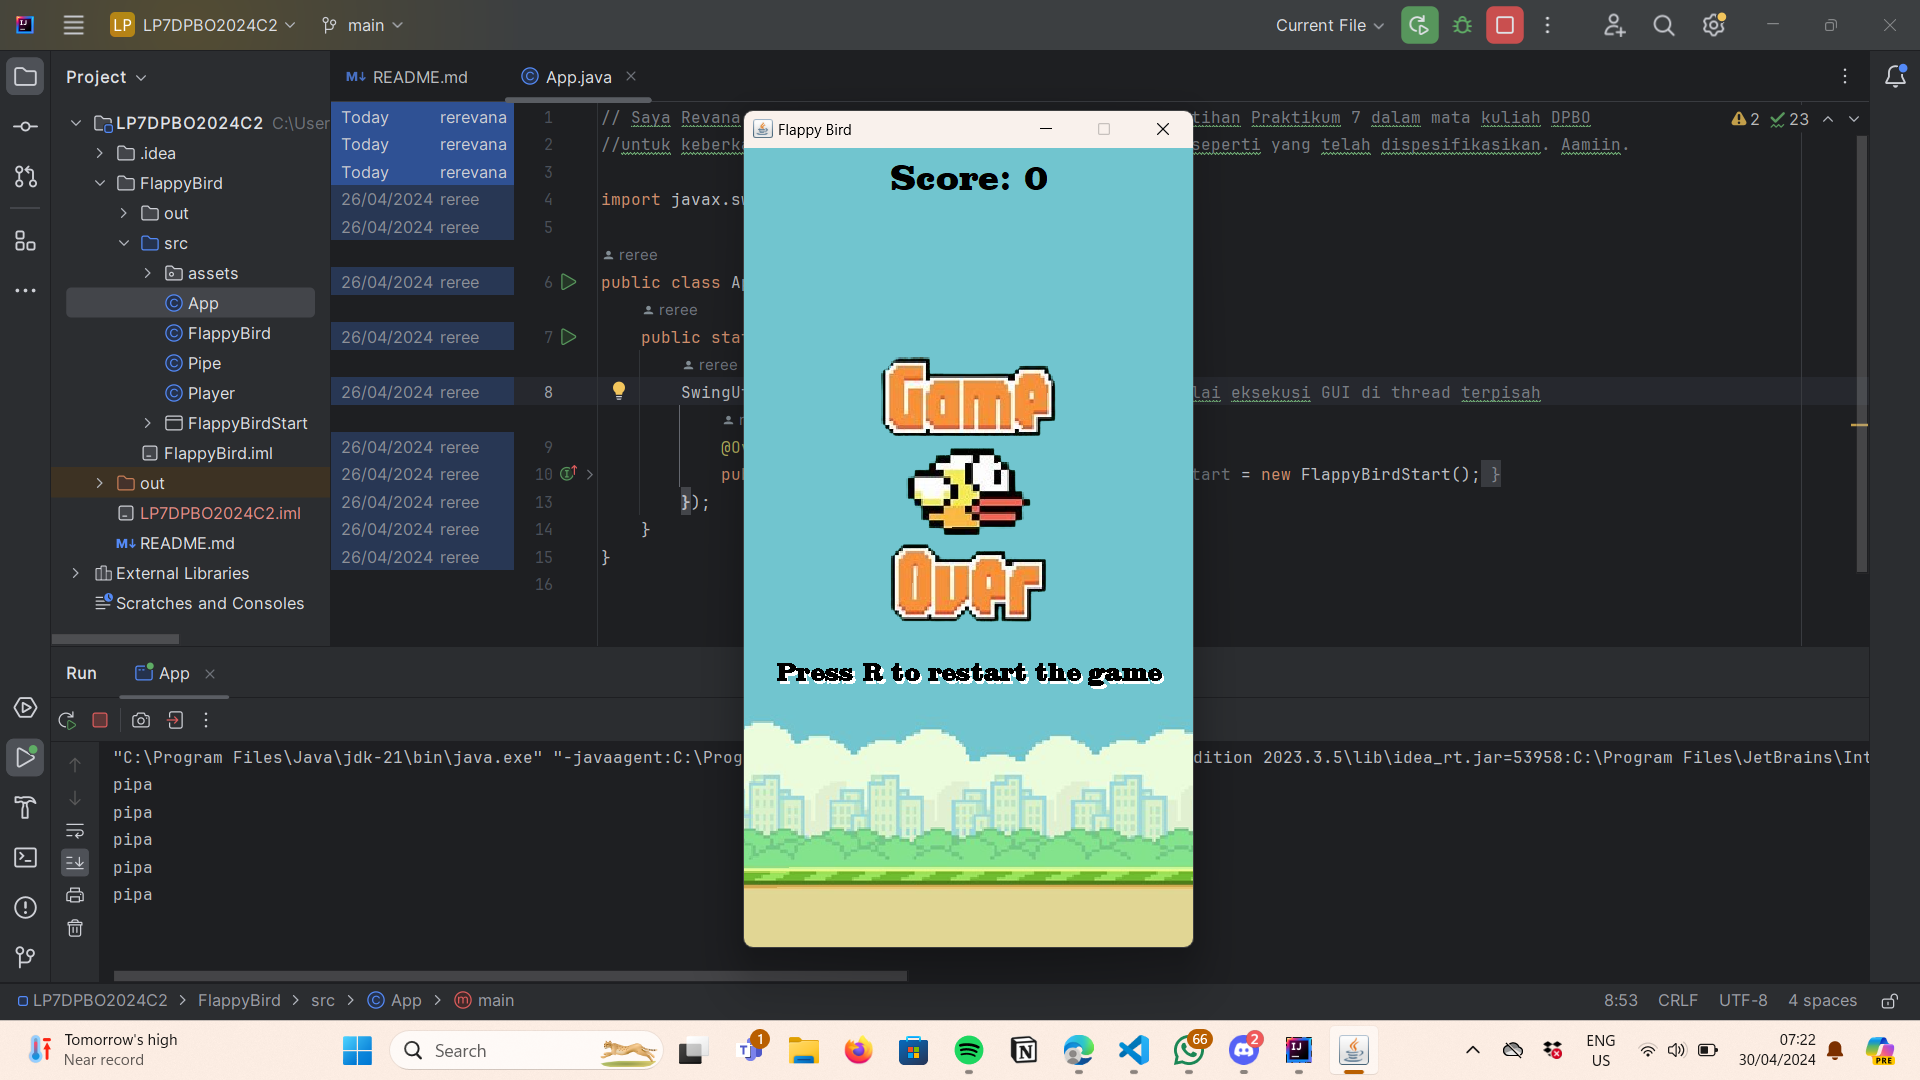 LP LP7DPBO2024C2 main Current File
Project README.md App.java
LP7DPBO2024C2 C:\User
.idea
FlappyBird
out
src
assets
App
FlappyBird
Pipe
Player
FlappyBirdStart
FlappyBird.iml
out
LP7DPBO2024C2.iml
README.md
External Libraries
Scratches and Consoles
Today rerevana 1 // Saya Revana tihan Praktikum 7 dalam mata kuliah DPBO 2 23
Today rerevana 2 //untuk keberka seperti yang telah dispesifikasikan. Aamiin.
Today rerevana 3
26/04/2024 reree 4 import javax.sw
26/04/2024 reree 5
reree
26/04/2024 reree 6 public class Ap
reree
26/04/2024 reree 7 public stat
reree
26/04/2024 reree 8 SwingUt lai eksekusi GUI di thread terpisah
26/04/2024 reree 9 @Ov
26/04/2024 reree 10 pub tart = new FlappyBirdStart(); }
26/04/2024 reree 13 });
26/04/2024 reree 14 }
26/04/2024 reree 15 }
16
Flappy Bird
Score: 0
Game
Over
Press R to restart the game
Run App
"C:\Program Files\Java\jdk-21\bin\java.exe" "-javaagent:C:\Prog dition 2023.3.5\lib\idea_rt.jar=53958:C:\Program Files\JetBrains\Int
pipa
pipa
pipa
pipa
pipa
LP7DPBO2024C2 > FlappyBird > src > App > main 8:53 CRLF UTF-8 4 spaces
Tomorrow's high
Near record
Search
1
66
2
PRE
ENG
US
07:22
30/04/2024